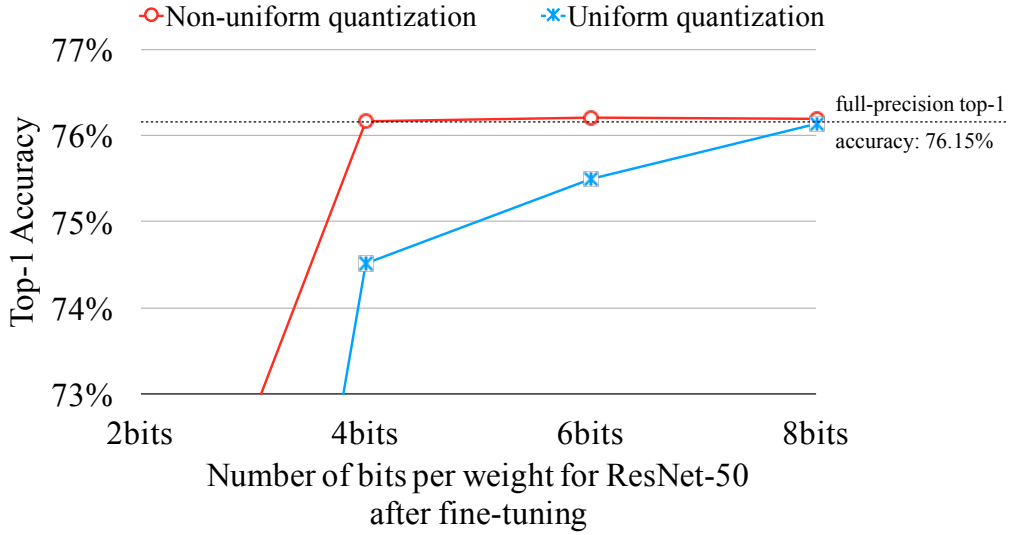 Non-uniform quantization
Uniform quantization
77%
76%
75%
74%
73%
Top-1 Accuracy
full-precision top-1
accuracy: 76.15%
2bits
4bits
6bits
8bits
Number of bits per weight for ResNet-50
after fine-tuning